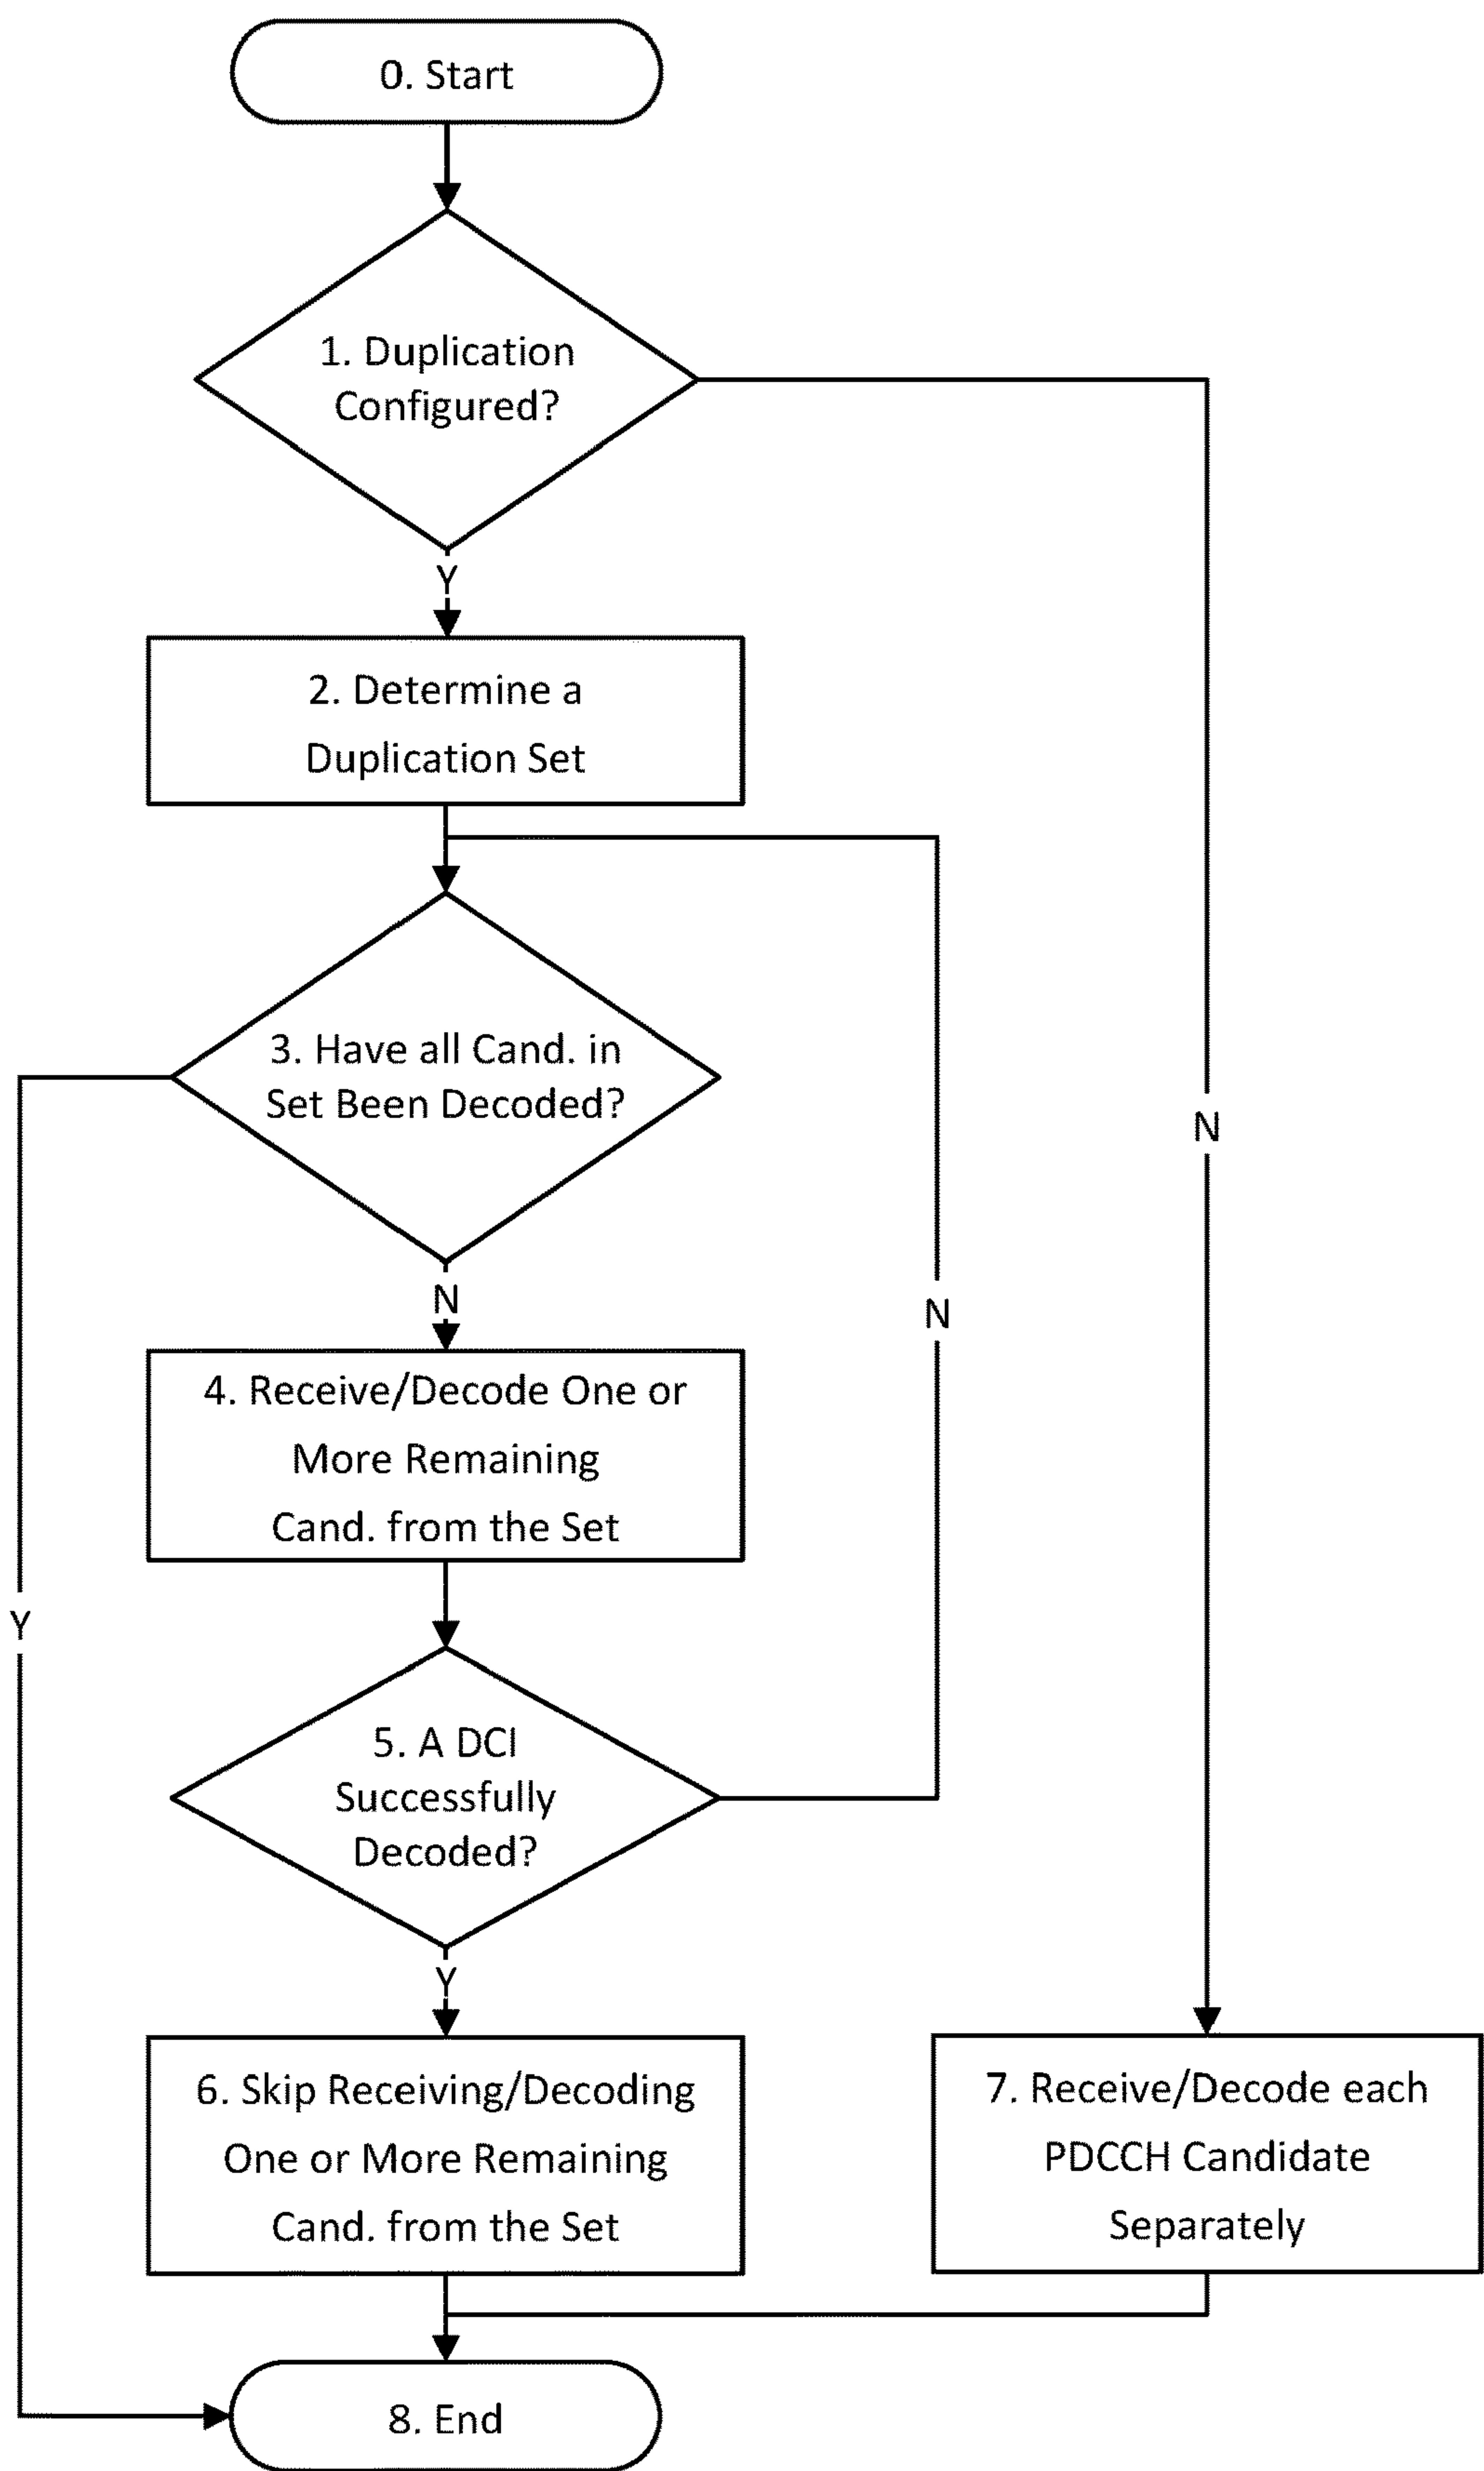 0. Start
1. Duplication
Configured?
Y
2. Determine a
Duplication Set
3. Have all Cand. in
Set Been Decoded?
N
N
N
4. Receive/Decode One or
More Remaining
Cand. from the Set
Y
5. A DCI
Successfully
Decoded?
Y
6. Skip Receiving/Decoding
One or More Remaining
Cand. from the Set
7. Receive/Decode each
PDCCH Candidate
Separately
8. End